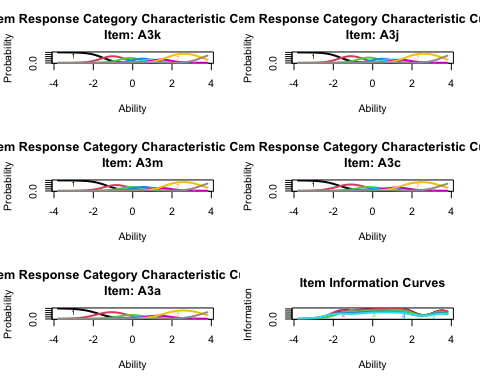 em Response Category Characteristic Cem Response Category Characteristic Cu
Item: A3k
Item: A3j
Probability
0.0
-4 -2 0 2 4
Ability
Probability
0.0
-4 -2 0 2 4
Ability
em Response Category Characteristic Cem Response Category Characteristic Cu
Item: A3m
Item: A3c
Probability
0.0
-4 -2 0 2 4
Ability
Probability
0.0
-4 -2 0 2 4
Ability
em Response Category Characteristic Cu
Item: A3a
Item Information Curves
Probability
0.0
-4 -2 0 2 4
Ability
Information
0.0
-4 -2 0 2 4
Ability